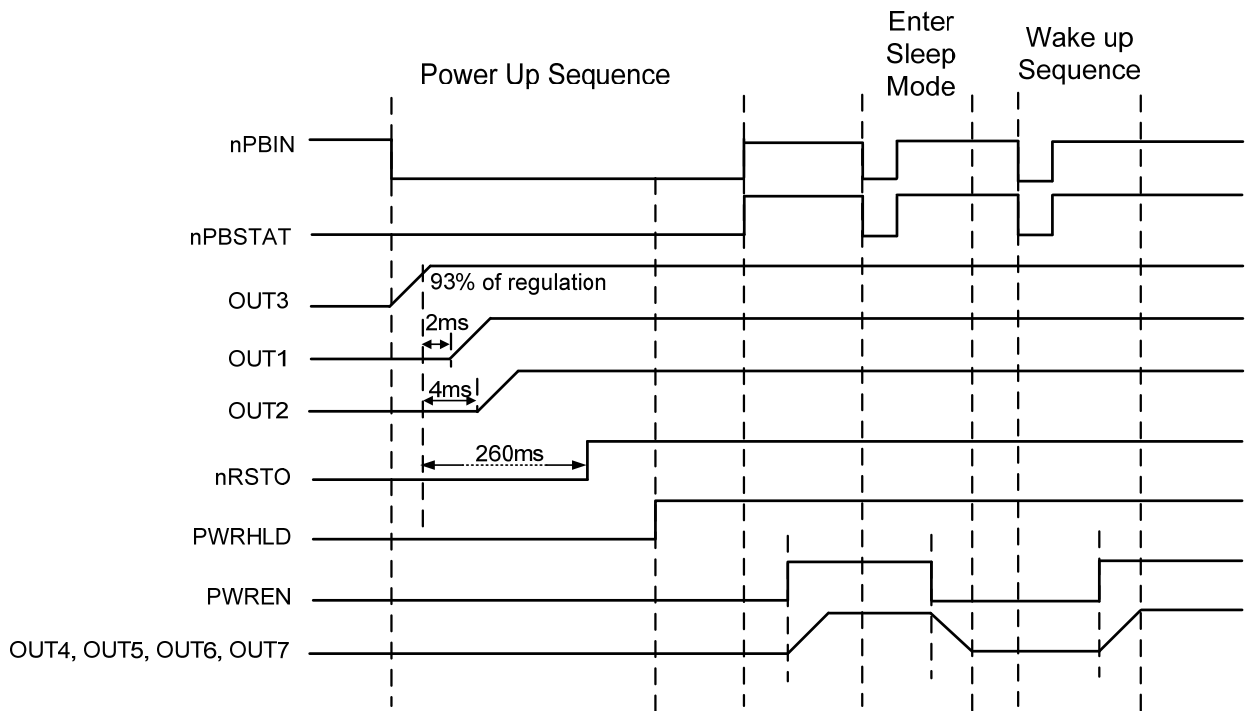 Power Up Sequence
Enter
Sleep
Mode
Wake up
Sequence
nPBIN
nPBSTAT
OUT3
93% of regulation
2ms
OUT1
4ms
OUT2
260ms
nRSTO
PWRHLD
PWREN
OUT4, OUT5, OUT6, OUT7